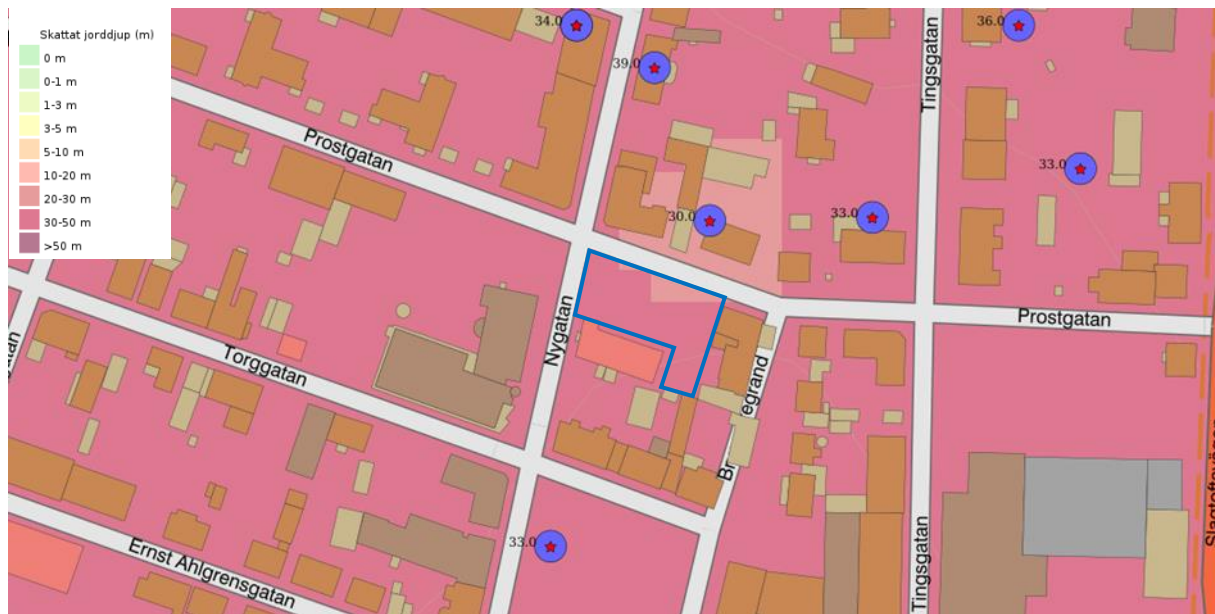 Skattat jorddjup (m)
0 m
0-1 m
1-3 m
3-5 m
5-10 m
10-20 m
20-30 m
30-50 m
>50 m
34.0
39.0
36.0
Tingsgatan
Prostgatan
33.0
30.0
33.0
Prostgatan
Nygatan
Torggatan
33.0
Ernst Ahlgrensgatan
Tingsgatan